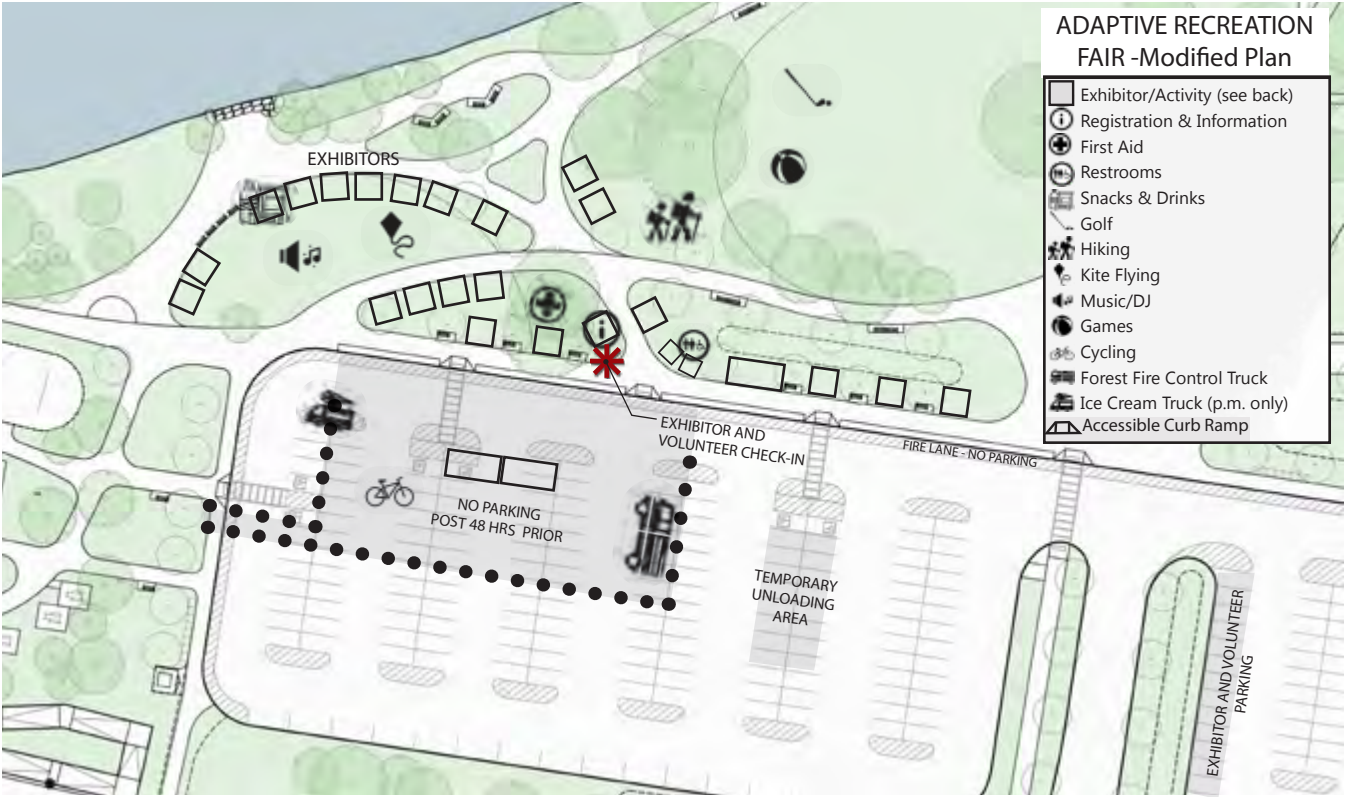 ADAPTIVE RECREATION
FAIR -Modified Plan
Exhibitor/Activity (see back)
Registration & Information
First Aid
Restrooms
Snacks & Drinks
Golf
Hiking
Kite Flying
Music/DJ
Games
Cycling
Forest Fire Control Truck
Ice Cream Truck (p.m. only)
Accessible Curb Ramp
EXHIBITORS
EXHIBITOR AND
VOLUNTEER CHECK-IN
FIRE LANE - NO PARKING
NO PARKING
POST 48 HRS PRIOR
TEMPORARY
UNLOADING
AREA
EXHIBITOR AND VOLUNTEER
PARKING